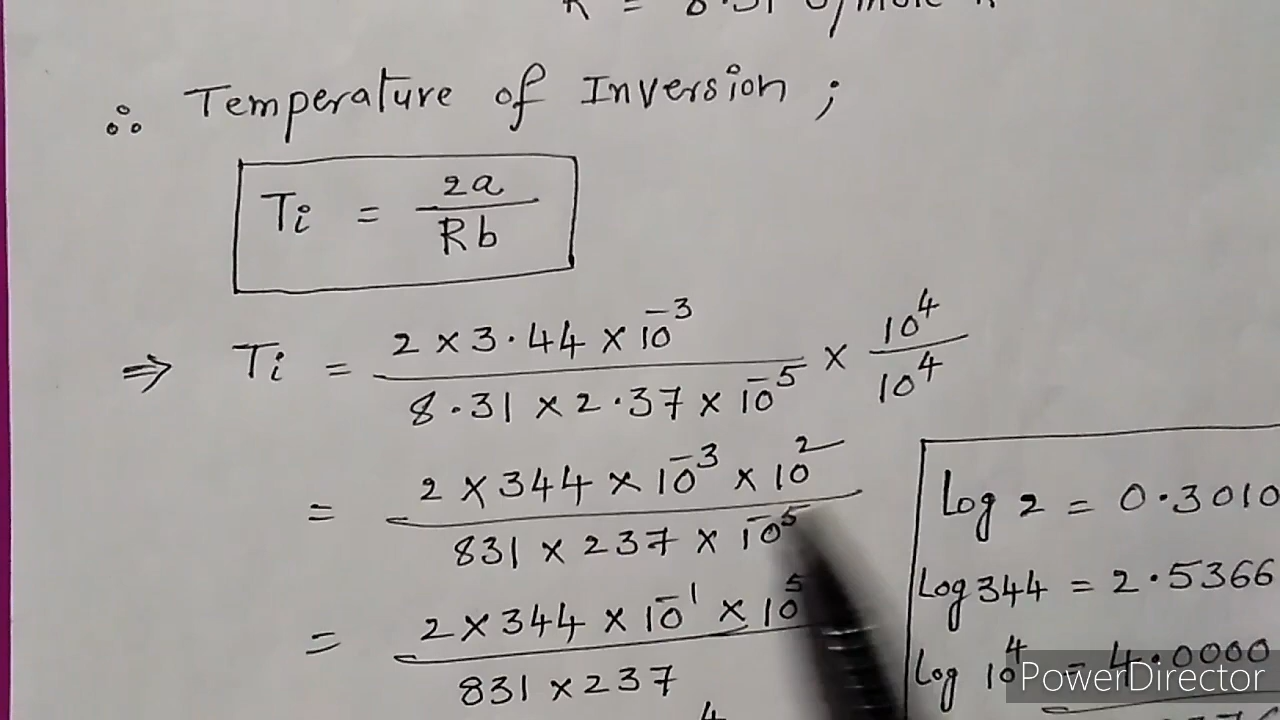 ∴ Temperature of Inversion ;
Ti = 2a / Rb
⇒ Ti = 2 × 3.44 × 10⁻³ / 8.31 × 2.37 × 10⁻⁵ × 10⁴ / 10⁴
= 2 × 344 × 10⁻³ × 10² / 831 × 237 × 10⁻⁵
= 2 × 344 × 10⁻¹ × 10⁵ / 831 × 237
log 2 = 0.3010
log 344 = 2.5366
log 10⁴ = 4.0000
PowerDirector